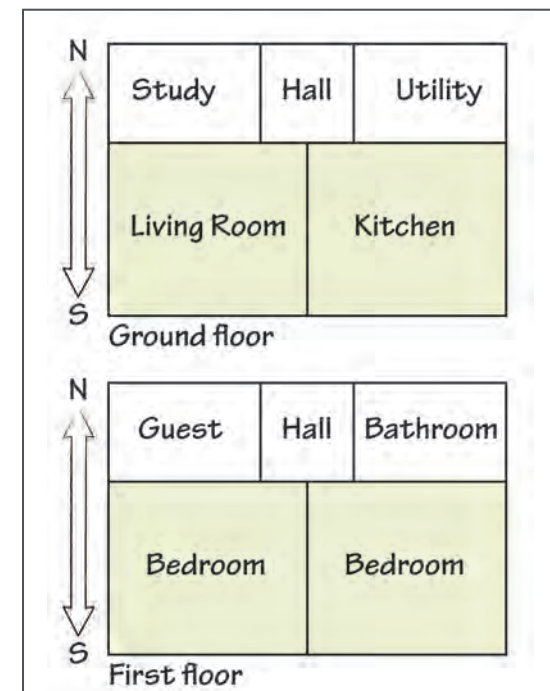 N
Study Hall Utility
Living Room Kitchen
S
Ground floor
N
Guest Hall Bathroom
Bedroom Bedroom
S
First floor